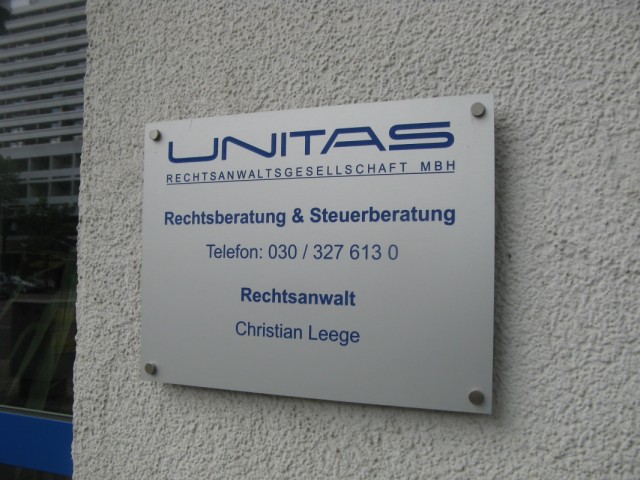 UNITAS
RECHTSANWALTSGESELLSCHAFT MBH
Rechtsberatung & Steuerberatung
Telefon: 030 / 327 613 0
Rechtsanwalt
Christian Leege